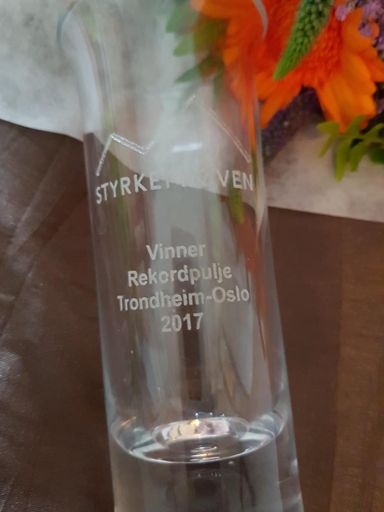 STYRKEPRØVEN
Vinner
Rekordpulje
Trondheim-Oslo
2017